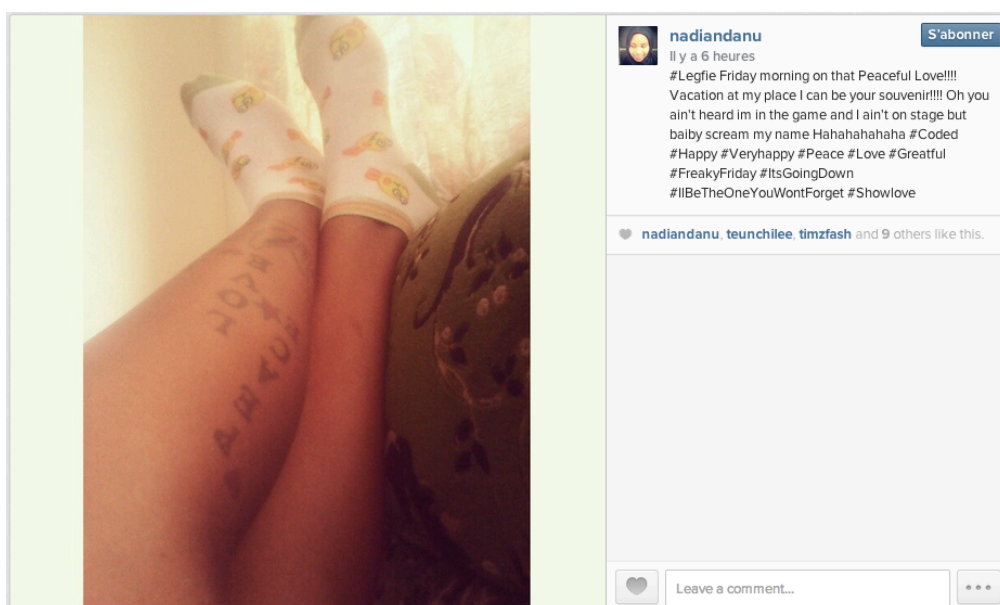 nadiandanu
S'abonner
Il y a 6 heures
#Legfie Friday morning on that Peaceful Love!!!!
Vacation at my place I can be your souvenir!!!! Oh you
ain't heard im in the game and I ain't on stage but
baiby scream my name Hahahahahaha #Coded
#Happy #Veryhappy #Peace #Love #Greatful
#FreakyFriday #ItsGoingDown
#IlBeTheOneYouWontForget #Showlove
nadiandanu, teunchilee, timzfash and 9 others like this.
Leave a comment...